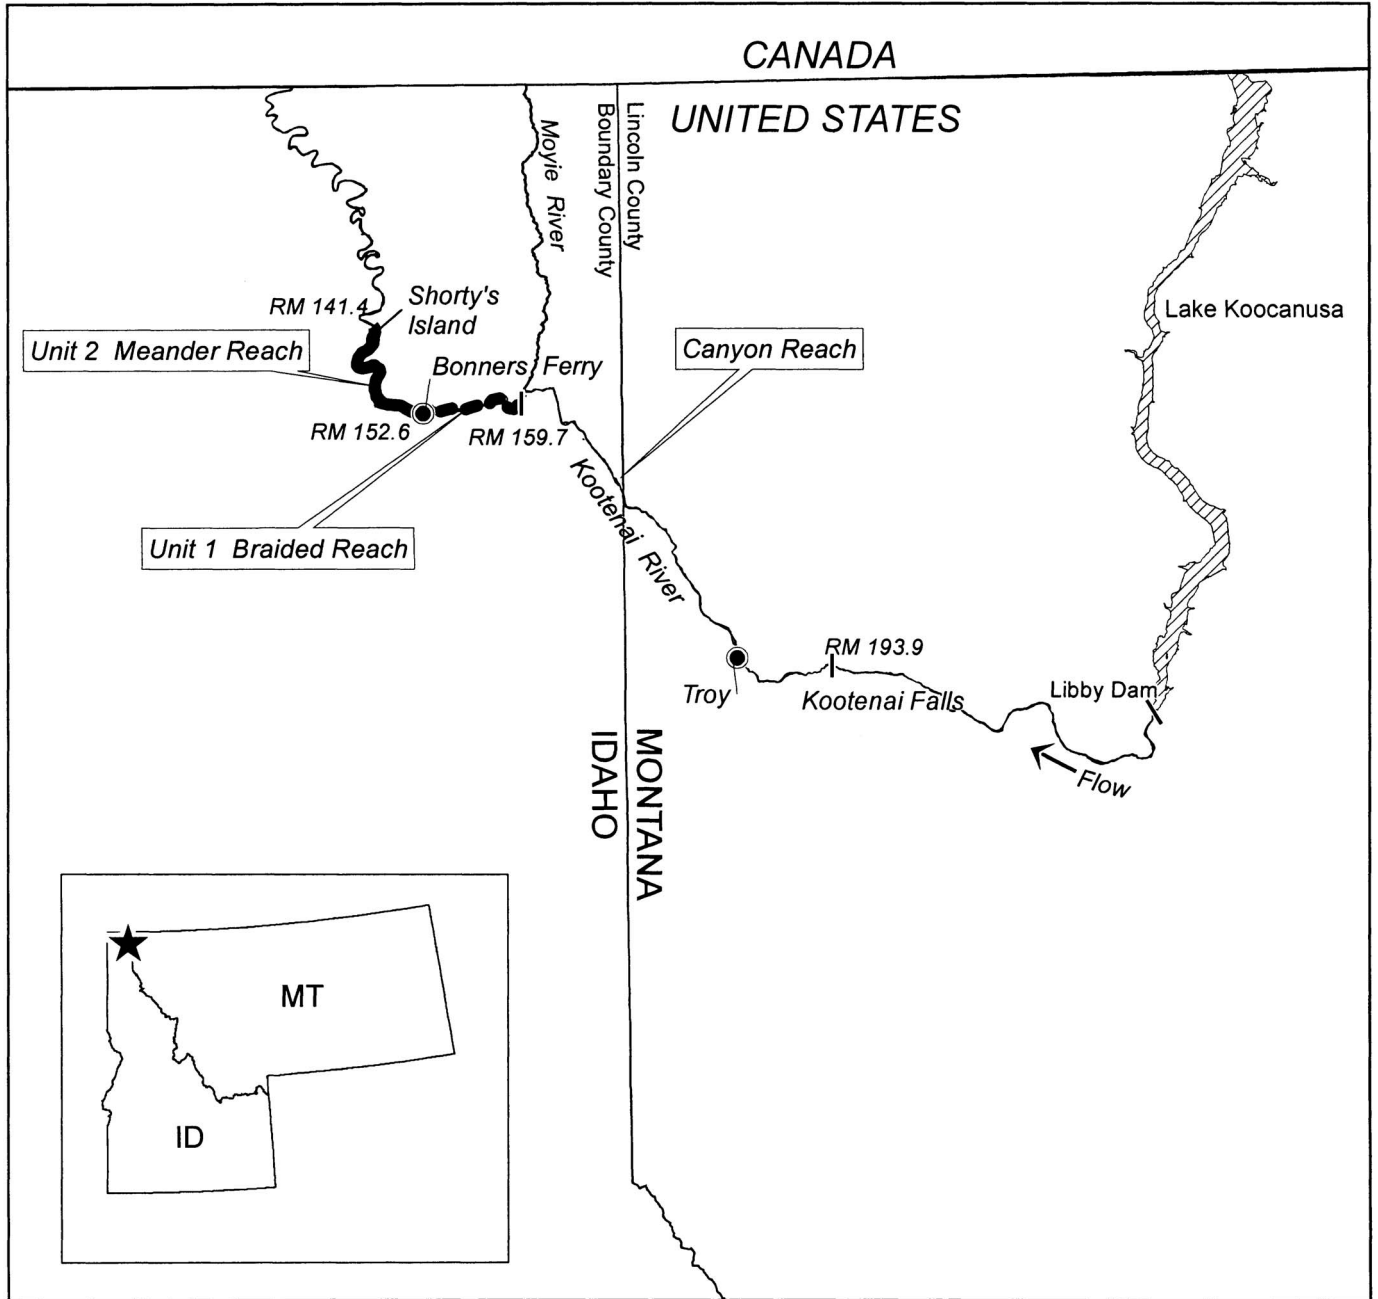 CANADA
UNITED STATES
Moyie River
Lincoln County
Boundary County
RM 141.4
Shorty's
Island
Lake Koocanusa
Unit 2 Meander Reach
Bonners Ferry
Canyon Reach
RM 152.6
RM 159.7
Kootenai River
Unit 1 Braided Reach
RM 193.9
Troy
Kootenai Falls
Libby Dam
Flow
MONTANA
IDAHO
MT
ID